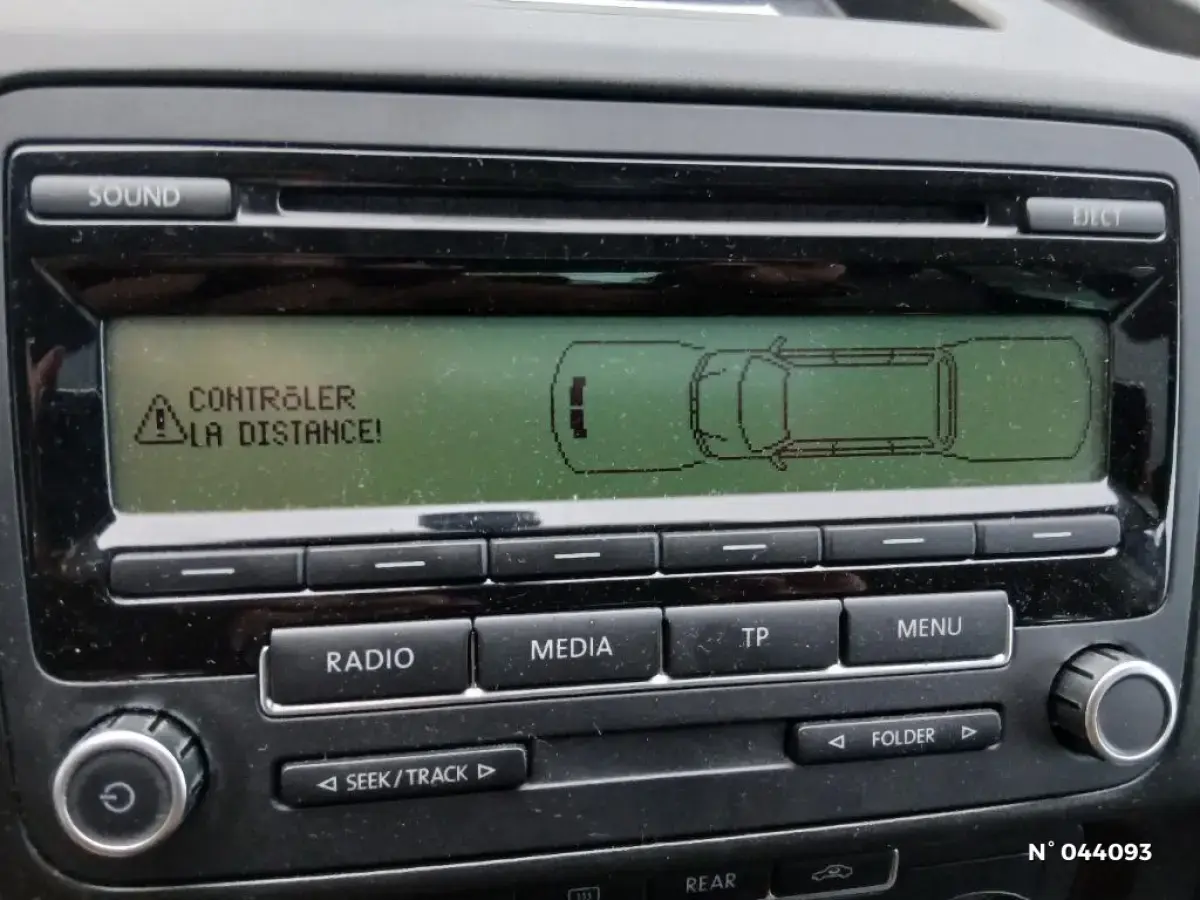 SOUND
EJECT
CONTRôLER
LA DISTANCE!
RADIO
MEDIA
TP
MENU
FOLDER
SEEK/TRACK
N° 044093
REAR